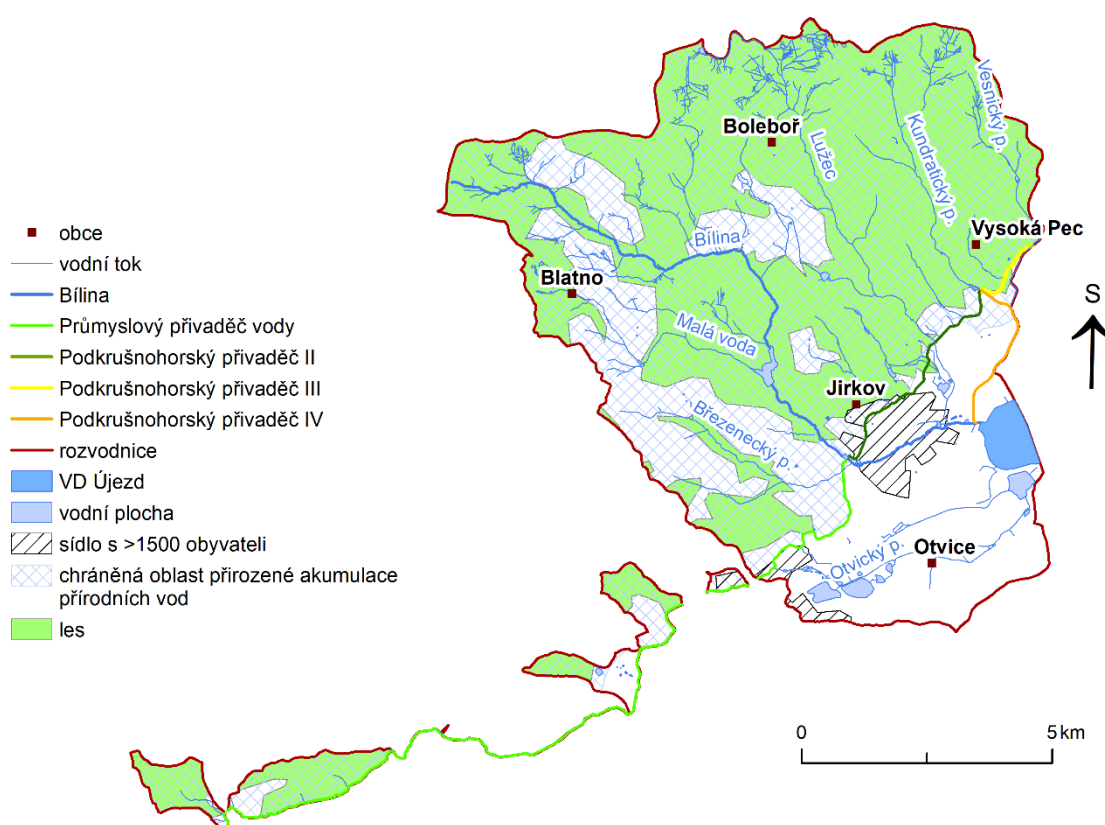 Vesnický p.
Boleboř
Lužec
Kundratický p.
Vysoká Pec
Bílina
Blatno
Malá voda
Jirkov
Březenecký p.
Otvický p.
Otvice
S
obce
vodní tok
Bílina
Průmyslový přivaděč vody
Podkrušnohorský přivaděč II
Podkrušnohorský přivaděč III
Podkrušnohorský přivaděč IV
rozvodnice
VD Újezd
vodní plocha
sídlo s >1500 obyvateli
chráněná oblast přirozené akumulace
přírodních vod
les
0
5 km